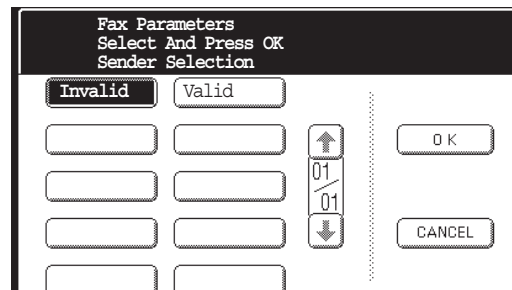 Fax Parameters
Select And Press OK
Sender Selection
Invalid Valid
01
01
OK
CANCEL